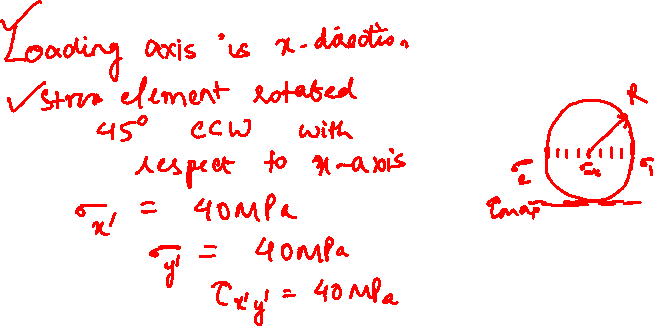 Loading axis is x-direction
✓ Stress element rotated
45° CCW with
respect to x-axis
σx' = 40MPa
σy' = 40MPa
τx'y' = 40MPa
R
σ2 σ1
τmax